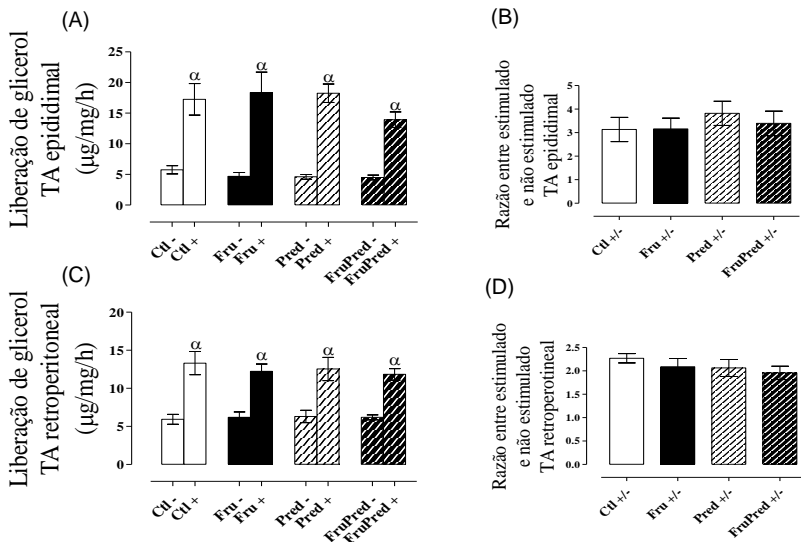 (A)
Liberação de glicerol
TA epididimal
(µg/mg/h)
25
20
15
10
5
0
α
α
α
α
Ctl -
Ctl +
Fru -
Fru +
Pred -
Pred +
FruPred -
FruPred +
(B)
Razão entre estimulado
e não estimulado
TA epididimal
5
4
3
2
1
0
Ctl +/-
Fru +/-
Pred +/-
FruPred +/-
(C)
Liberação de glicerol
TA retroperitoneal
(µg/mg/h)
20
15
10
5
0
α
α
α
α
Ctl -
Ctl +
Fru -
Fru +
Pred -
Pred +
FruPred -
FruPred +
(D)
Razão entre estimulado
e não estimulado
TA retroperotineal
2.5
2.0
1.5
1.0
0.5
0.0
Ctl +/-
Fru +/-
Pred +/-
FruPred +/-